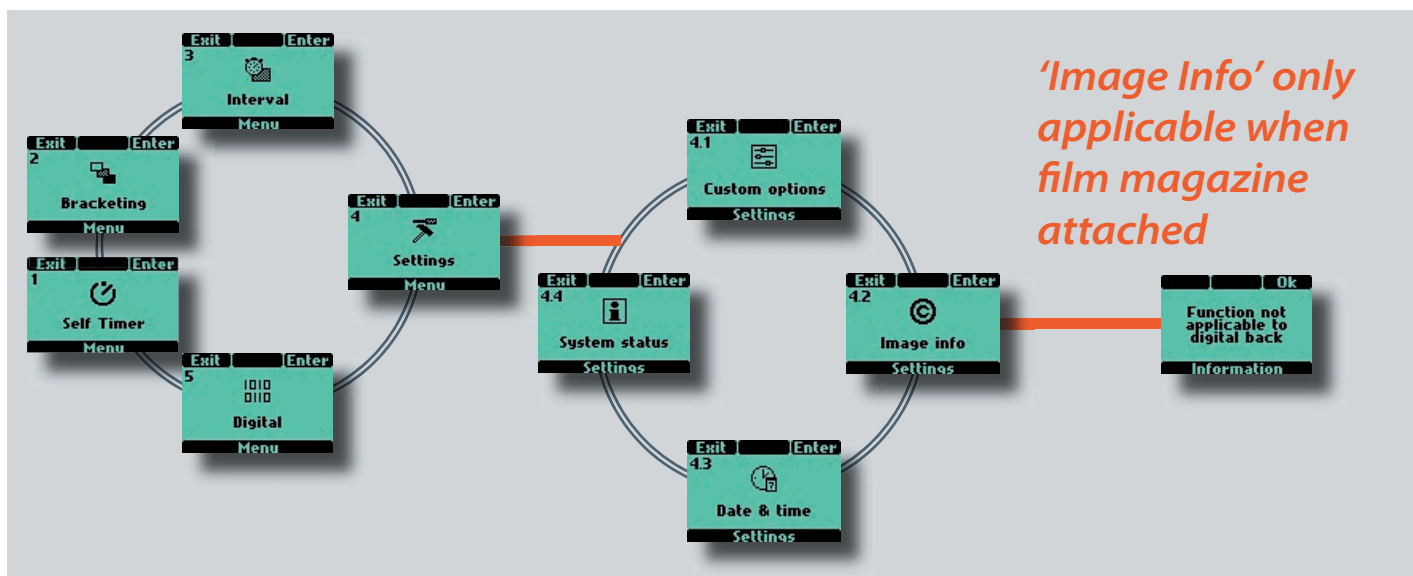 Exit Enter
3
Interval
Menu
Exit Enter
2
Bracketing
Menu
Exit Enter
1
Self Timer
Menu
Exit Enter
5
1010
0110
Digital
Menu
Exit Enter
4
Settings
Menu
Exit Enter
4.1
Custom options
Settings
Exit Enter
4.4
System status
Settings
Exit Enter
4.2
©
Image info
Settings
Exit Enter
4.3
Date & time
Settings
‘Image Info’ only
applicable when
film magazine
attached
Ok
Function not
applicable to
digital back
Information